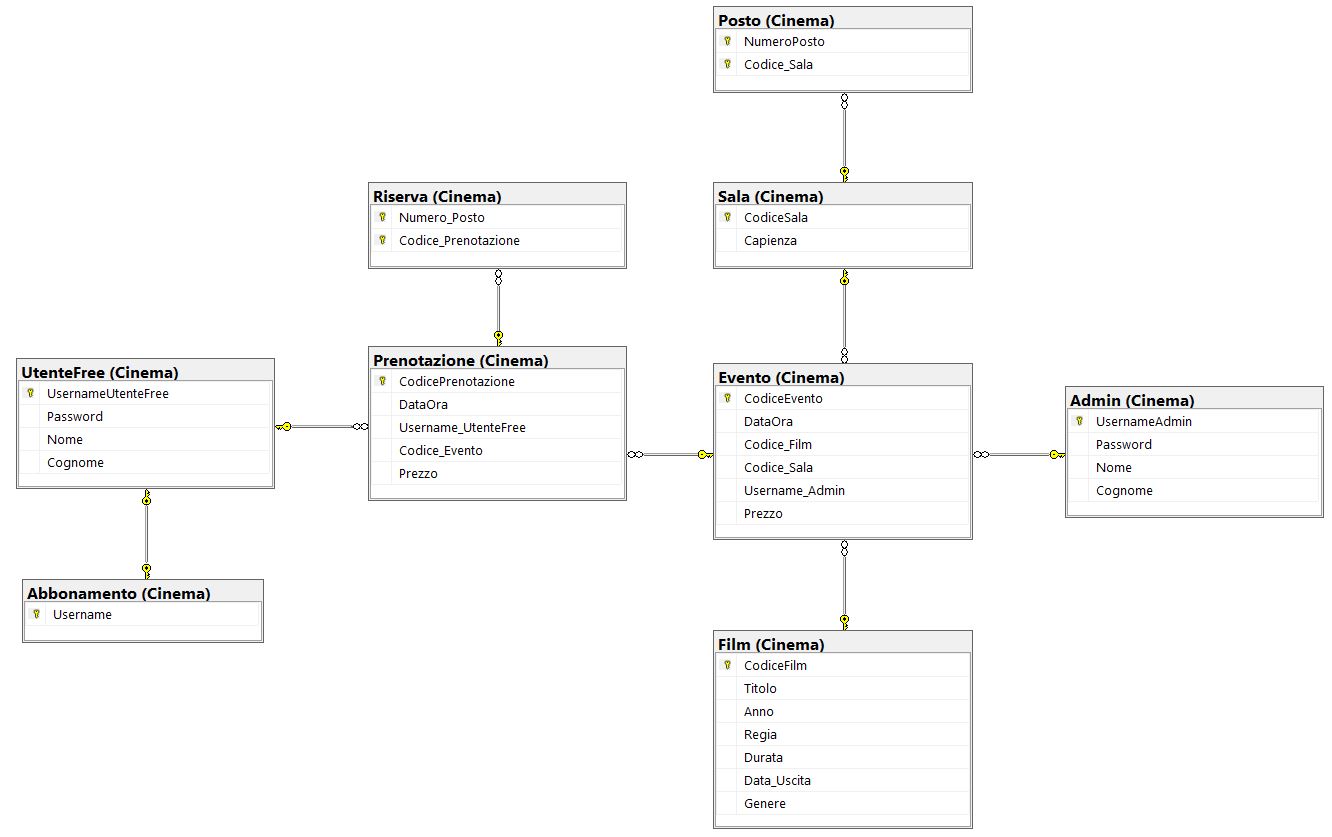 Posto (Cinema)
NumeroPosto
Codice_Sala
Riserva (Cinema)
Numero_Posto
Codice_Prenotazione
Sala (Cinema)
CodiceSala
Capienza
UtenteFree (Cinema)
UsernameUtenteFree
Password
Nome
Cognome
Prenotazione (Cinema)
CodicePrenotazione
DataOra
Username_UtenteFree
Codice_Evento
Prezzo
Evento (Cinema)
CodiceEvento
DataOra
Codice_Film
Codice_Sala
Username_Admin
Prezzo
Admin (Cinema)
UsernameAdmin
Password
Nome
Cognome
Abbonamento (Cinema)
Username
Film (Cinema)
CodiceFilm
Titolo
Anno
Regia
Durata
Data_Uscita
Genere